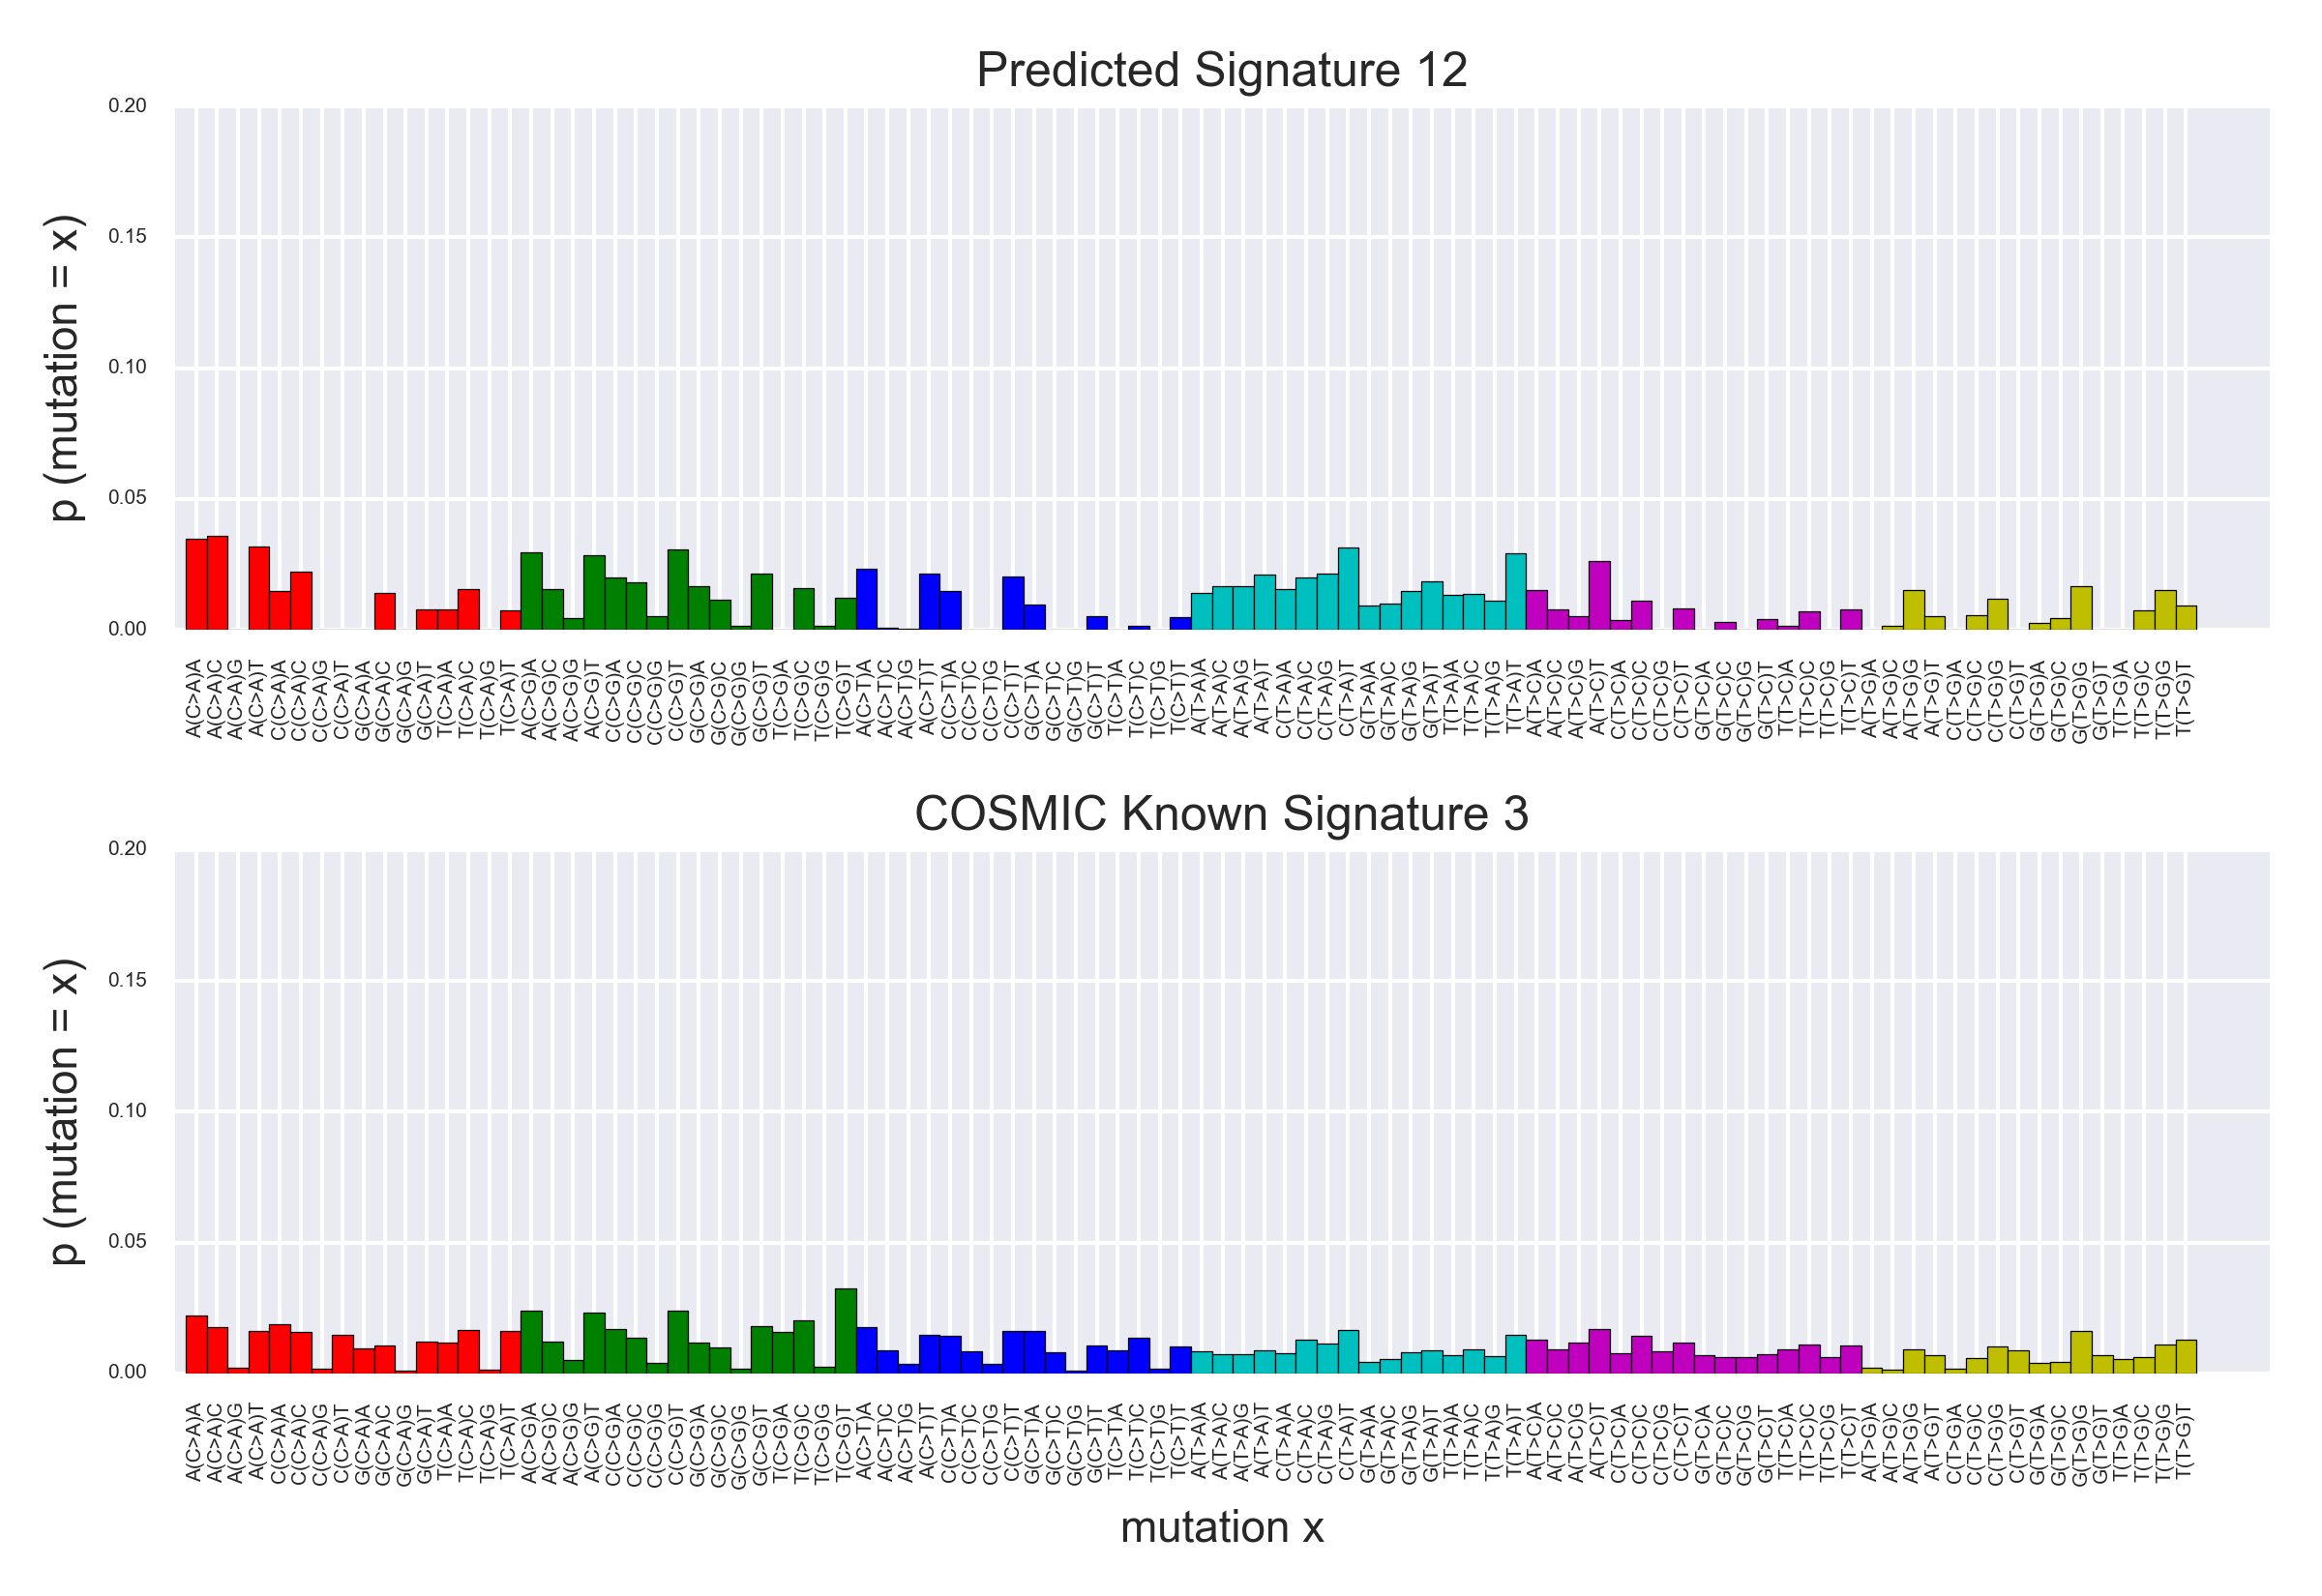 Predicted Signature 12
p (mutation = x)
0.20
0.15
0.10
0.05
0.00
A(C>A)A A(C>A)C A(C>A)G A(C>A)T C(C>A)A C(C>A)C C(C>A)G C(C>A)T G(C>A)A G(C>A)C G(C>A)G G(C>A)T T(C>A)A T(C>A)C T(C>A)G T(C>A)T A(C>G)A A(C>G)C A(C>G)G A(C>G)T C(C>G)A C(C>G)C C(C>G)G C(C>G)T G(C>G)A G(C>G)C G(C>G)G G(C>G)T T(C>G)A T(C>G)C T(C>G)G T(C>G)T A(C>T)A A(C>T)C A(C>T)G A(C>T)T C(C>T)A C(C>T)C C(C>T)G C(C>T)T G(C>T)A G(C>T)C G(C>T)G G(C>T)T T(C>T)A T(C>T)C T(C>T)G T(C>T)T A(T>A)A A(T>A)C A(T>A)G A(T>A)T C(T>A)A C(T>A)C C(T>A)G C(T>A)T G(T>A)A G(T>A)C G(T>A)G G(T>A)T T(T>A)A T(T>A)C T(T>A)G T(T>A)T A(T>C)A A(T>C)C A(T>C)G A(T>C)T C(T>C)A C(T>C)C C(T>C)G C(T>C)T G(T>C)A G(T>C)C G(T>C)G G(T>C)T T(T>C)A T(T>C)C T(T>C)G T(T>C)T A(T>G)A A(T>G)C A(T>G)G A(T>G)T C(T>G)A C(T>G)C C(T>G)G C(T>G)T G(T>G)A G(T>G)C G(T>G)G G(T>G)T T(T>G)A T(T>G)C T(T>G)G T(T>G)T
COSMIC Known Signature 3
p (mutation = x)
0.20
0.15
0.10
0.05
0.00
A(C>A)A A(C>A)C A(C>A)G A(C>A)T C(C>A)A C(C>A)C C(C>A)G C(C>A)T G(C>A)A G(C>A)C G(C>A)G G(C>A)T T(C>A)A T(C>A)C T(C>A)G T(C>A)T A(C>G)A A(C>G)C A(C>G)G A(C>G)T C(C>G)A C(C>G)C C(C>G)G C(C>G)T G(C>G)A G(C>G)C G(C>G)G G(C>G)T T(C>G)A T(C>G)C T(C>G)G T(C>G)T A(C>T)A A(C>T)C A(C>T)G A(C>T)T C(C>T)A C(C>T)C C(C>T)G C(C>T)T G(C>T)A G(C>T)C G(C>T)G G(C>T)T T(C>T)A T(C>T)C T(C>T)G T(C>T)T A(T>A)A A(T>A)C A(T>A)G A(T>A)T C(T>A)A C(T>A)C C(T>A)G C(T>A)T G(T>A)A G(T>A)C G(T>A)G G(T>A)T T(T>A)A T(T>A)C T(T>A)G T(T>A)T A(T>C)A A(T>C)C A(T>C)G A(T>C)T C(T>C)A C(T>C)C C(T>C)G C(T>C)T G(T>C)A G(T>C)C G(T>C)G G(T>C)T T(T>C)A T(T>C)C T(T>C)G T(T>C)T A(T>G)A A(T>G)C A(T>G)G A(T>G)T C(T>G)A C(T>G)C C(T>G)G C(T>G)T G(T>G)A G(T>G)C G(T>G)G G(T>G)T T(T>G)A T(T>G)C T(T>G)G T(T>G)T
mutation x